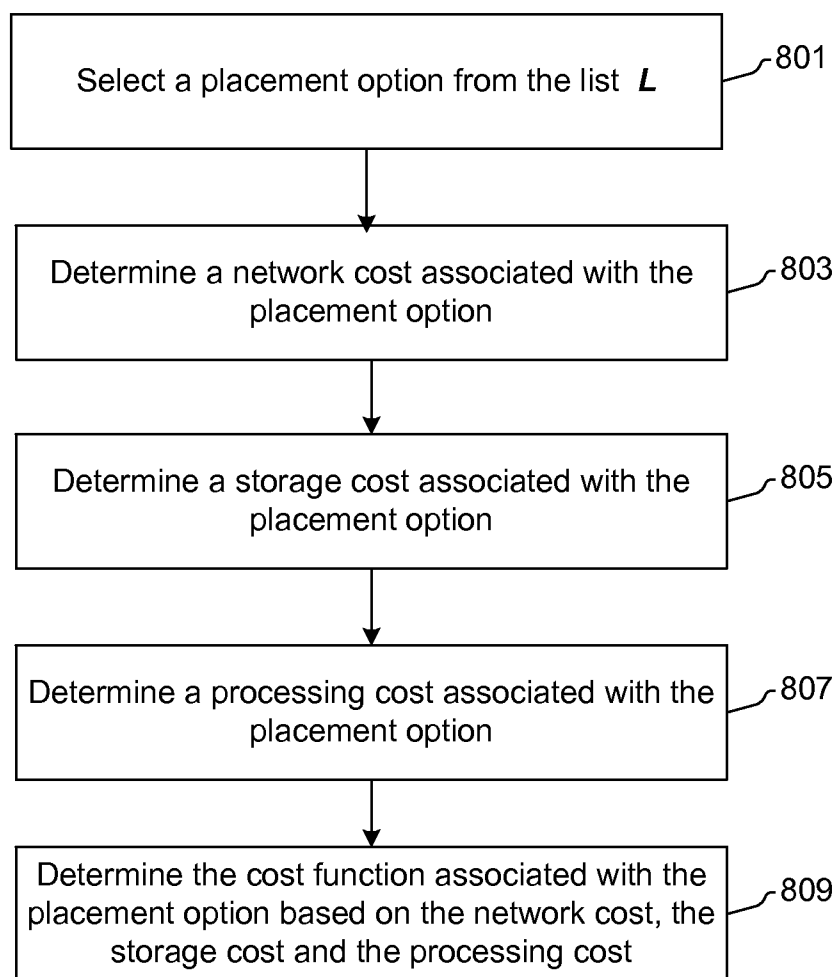 Select a placement option from the list L
801
Determine a network cost associated with the
placement option
803
Determine a storage cost associated with the
placement option
805
Determine a processing cost associated with the
placement option
807
Determine the cost function associated with the
placement option based on the network cost, the
storage cost and the processing cost
809